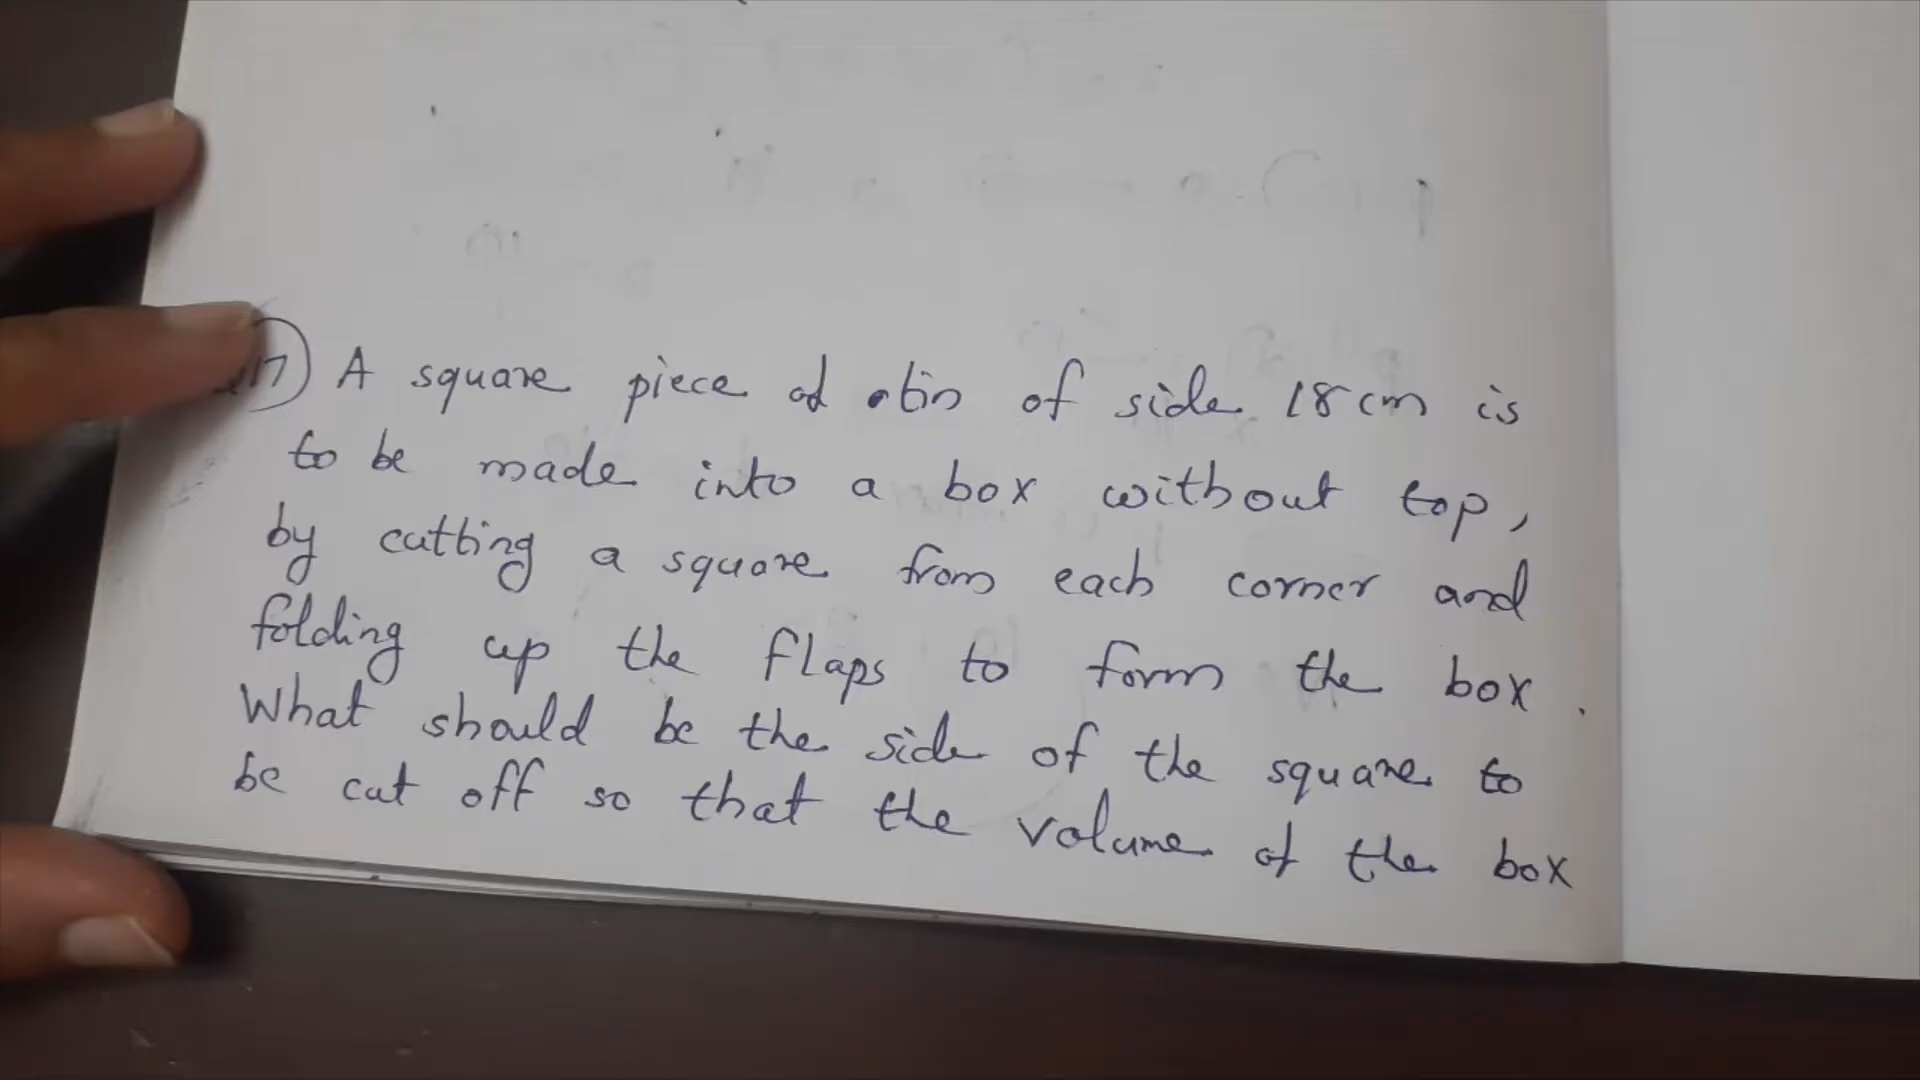 17) A square piece of tin of side 18 cm is
to be made into a box without top,
by cutting a square from each corner and
folding up the flaps to form the box.
What should be the side of the square to
be cut off so that the volume of the box